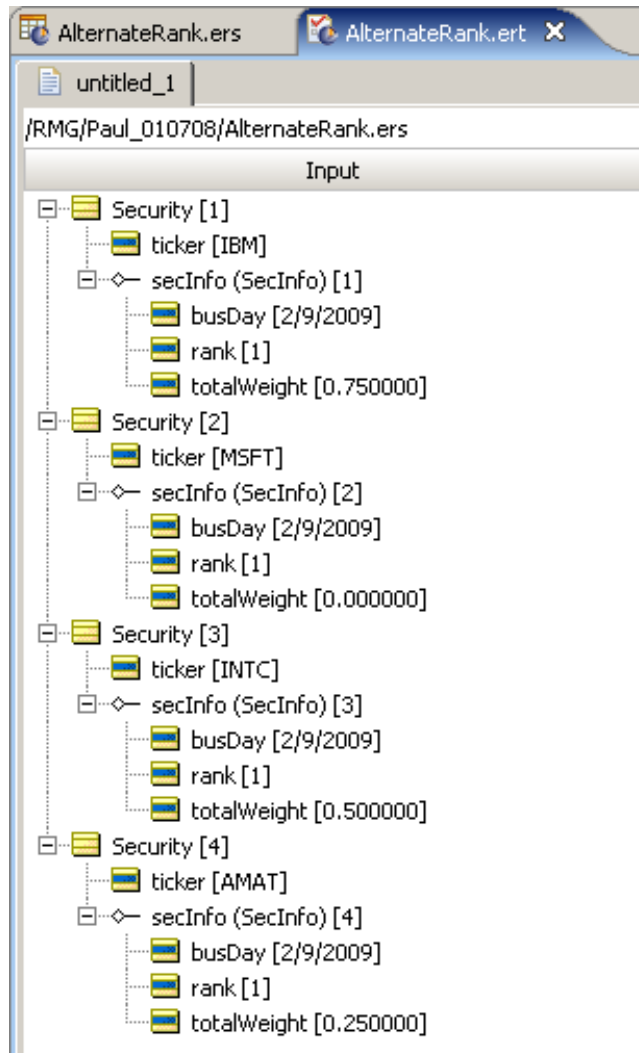 AlternateRank.ers AlternateRank.ert
untitled_1
/RMG/Paul_010708/AlternateRank.ers
Input
Security [1]
ticker [IBM]
secInfo (SecInfo) [1]
busDay [2/9/2009]
rank [1]
totalWeight [0.750000]
Security [2]
ticker [MSFT]
secInfo (SecInfo) [2]
busDay [2/9/2009]
rank [1]
totalWeight [0.000000]
Security [3]
ticker [INTC]
secInfo (SecInfo) [3]
busDay [2/9/2009]
rank [1]
totalWeight [0.500000]
Security [4]
ticker [AMAT]
secInfo (SecInfo) [4]
busDay [2/9/2009]
rank [1]
totalWeight [0.250000]